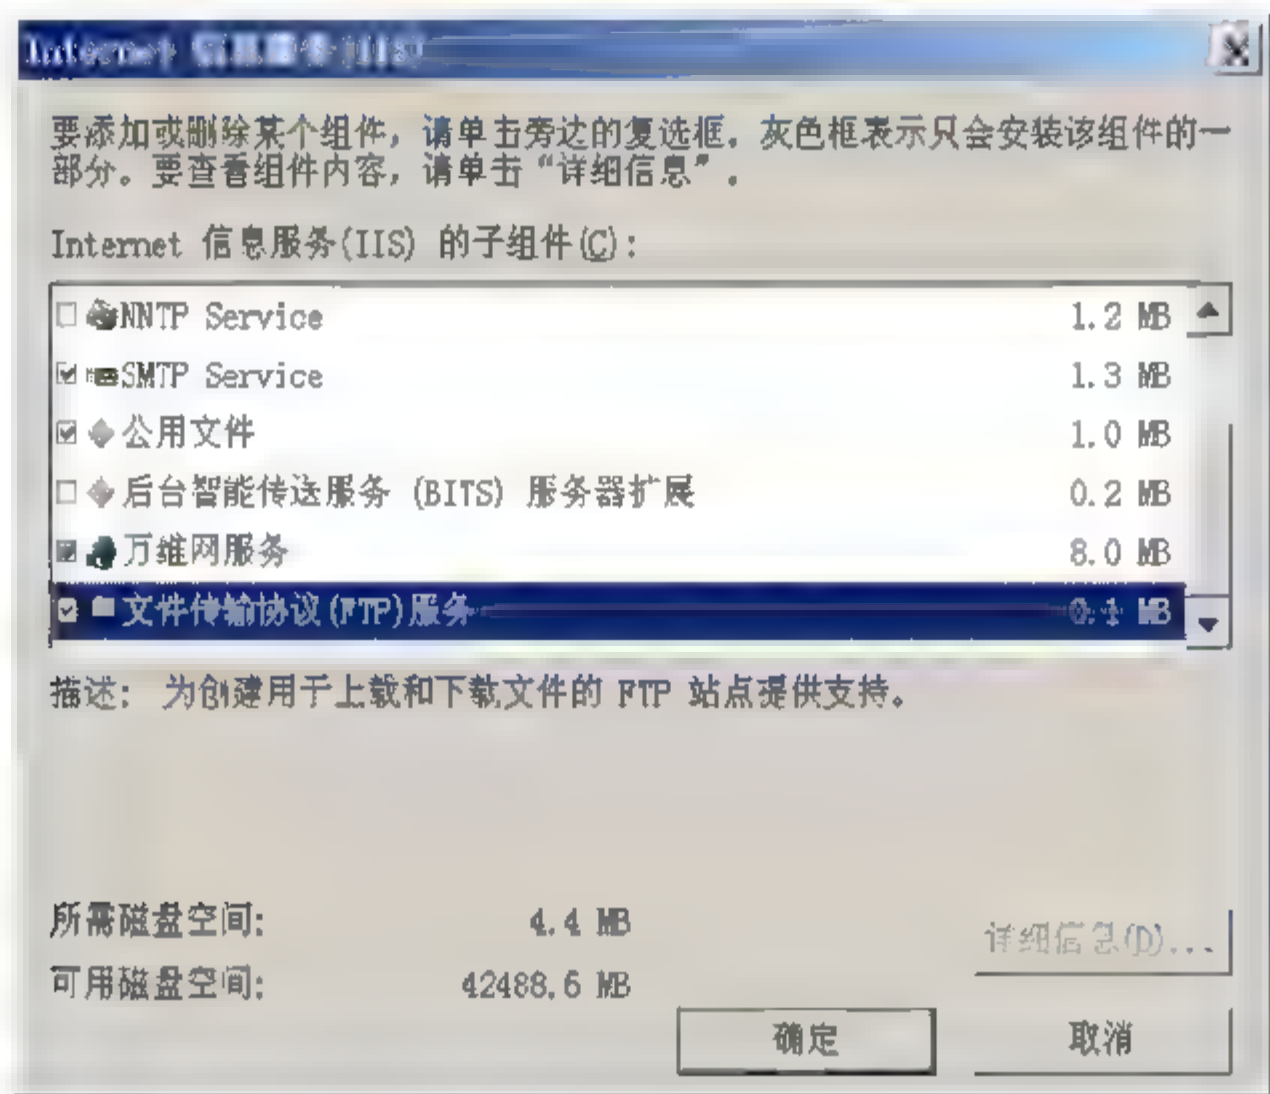 Internet 信息服务(IIS)
要添加或删除某个组件，请单击旁边的复选框。灰色框表示只会安装该组件的一
部分。要查看组件内容，请单击“详细信息”。
Internet 信息服务(IIS) 的子组件(C):
NNTP Service 1.2 MB
SMTP Service 1.3 MB
公用文件 1.0 MB
后台智能传送服务 (BITS) 服务器扩展 0.2 MB
万维网服务 8.0 MB
文件传输协议(FTP)服务 0.1 MB
描述: 为创建用于上载和下载文件的 FTP 站点提供支持。
所需磁盘空间: 4.4 MB
详细信息(D)...
可用磁盘空间: 42488.6 MB
确定 取消